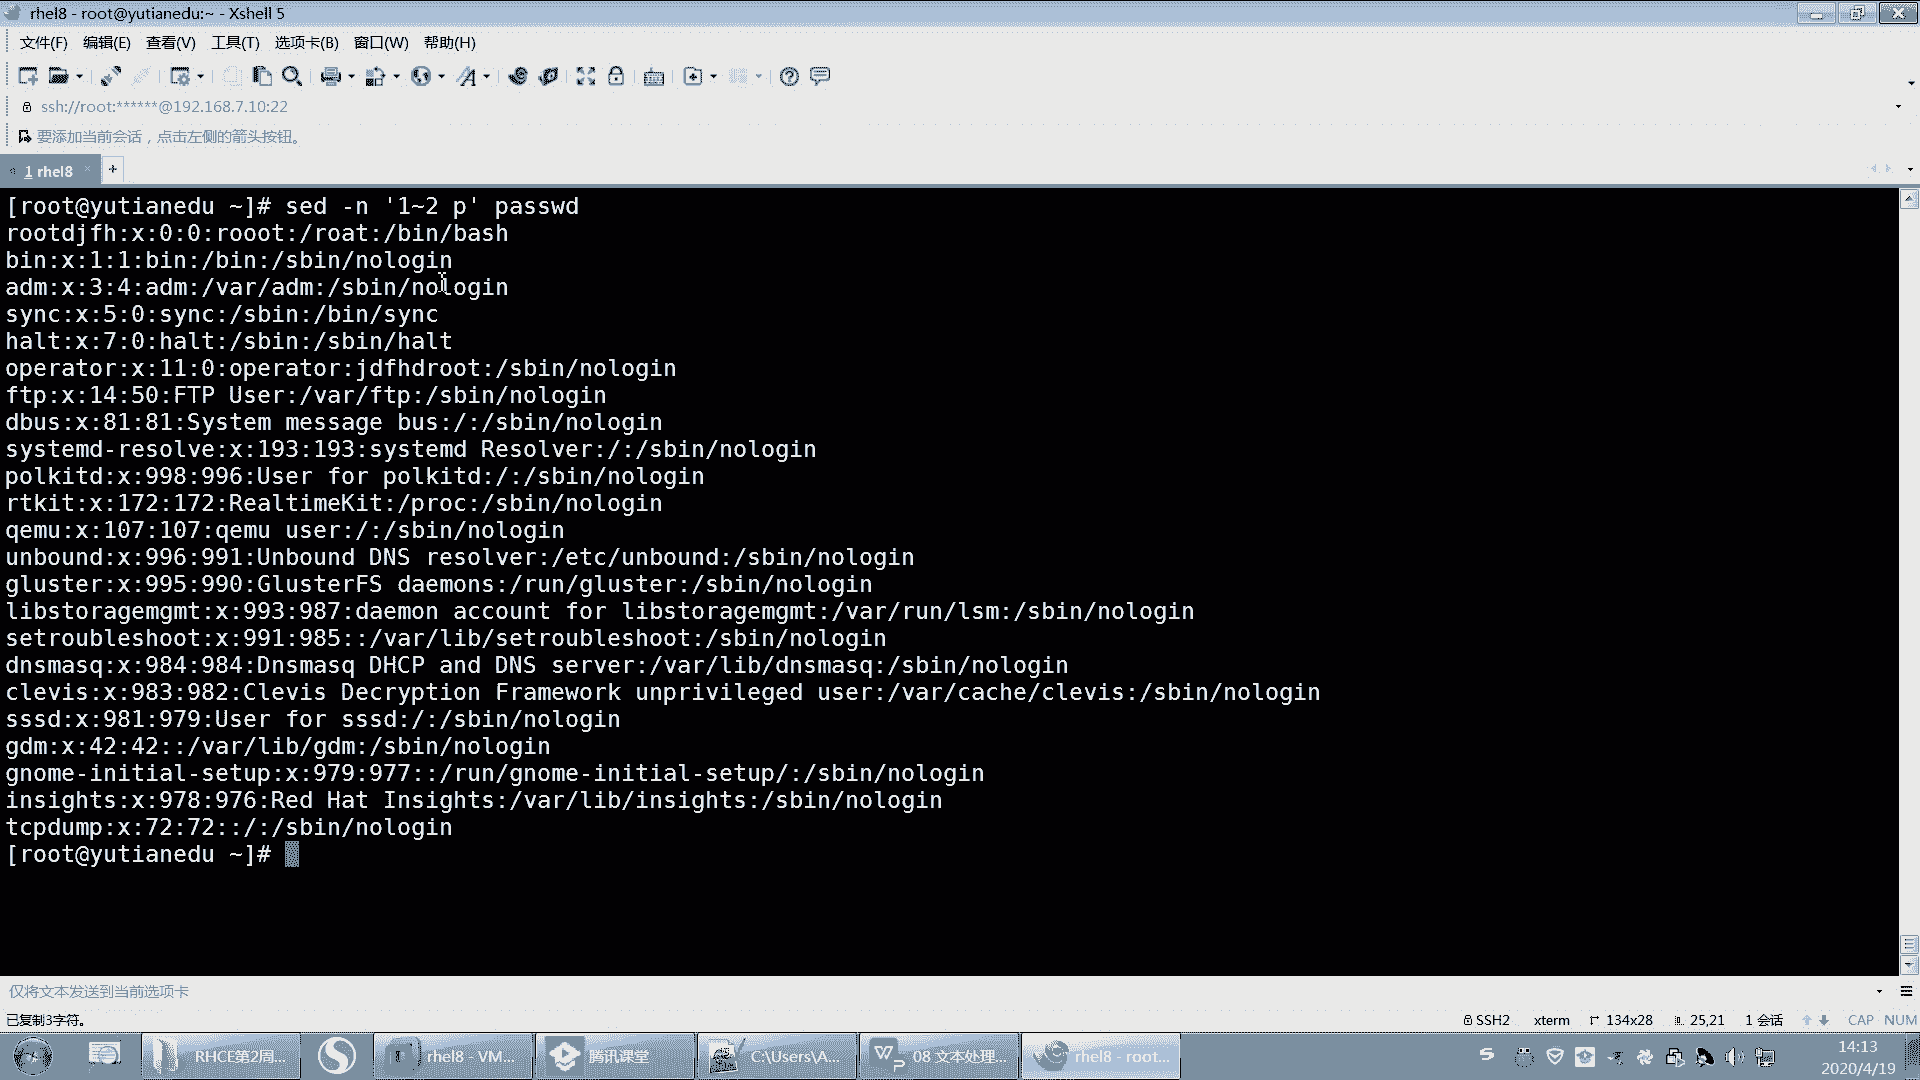 rhel8 - root@yutianedu:~ - Xshell 5
文件(F) 编辑(E) 查看(V) 工具(T) 选项卡(B) 窗口(W) 帮助(H)
ssh://root:******@192.168.7.10:22
要添加当前会话，点击左侧的箭头按钮。
1 rhel8
[root@yutianedu ~]# sed -n '1~2 p' passwd
rootdjfh:x:0:0:rooot:/roat:/bin/bash
bin:x:1:1:bin:/bin:/sbin/nologin
adm:x:3:4:adm:/var/adm:/sbin/nologin
sync:x:5:0:sync:/sbin:/bin/sync
halt:x:7:0:halt:/sbin:/sbin/halt
operator:x:11:0:operator:jdfhdroot:/sbin/nologin
ftp:x:14:50:FTP User:/var/ftp:/sbin/nologin
dbus:x:81:81:System message bus:/:/sbin/nologin
systemd-resolve:x:193:193:systemd Resolver:/:/sbin/nologin
polkitd:x:998:996:User for polkitd:/:/sbin/nologin
rtkit:x:172:172:RealtimeKit:/proc:/sbin/nologin
qemu:x:107:107:qemu user:/:/sbin/nologin
unbound:x:996:991:Unbound DNS resolver:/etc/unbound:/sbin/nologin
gluster:x:995:990:GlusterFS daemons:/run/gluster:/sbin/nologin
libstoragemgmt:x:993:987:daemon account for libstoragemgmt:/var/run/lsm:/sbin/nologin
setroubleshoot:x:991:985::/var/lib/setroubleshoot:/sbin/nologin
dnsmasq:x:984:984:Dnsmasq DHCP and DNS server:/var/lib/dnsmasq:/sbin/nologin
clevis:x:983:982:Clevis Decryption Framework unprivileged user:/var/cache/clevis:/sbin/nologin
sssd:x:981:979:User for sssd:/:/sbin/nologin
gdm:x:42:42::/var/lib/gdm:/sbin/nologin
gnome-initial-setup:x:979:977::/run/gnome-initial-setup/:/sbin/nologin
insights:x:978:976:Red Hat Insights:/var/lib/insights:/sbin/nologin
tcpdump:x:72:72::/:/sbin/nologin
[root@yutianedu ~]#
仅将文本发送到当前选项卡
已复制3字符。 SSH2 xterm 134x28 25,21 1 会话 CAP NUM
RHCE第2周... rhel8 - VM... 腾讯课堂 C:\Users\A... 08 文本处理... rhel8 - root... 14:13
2020/4/19